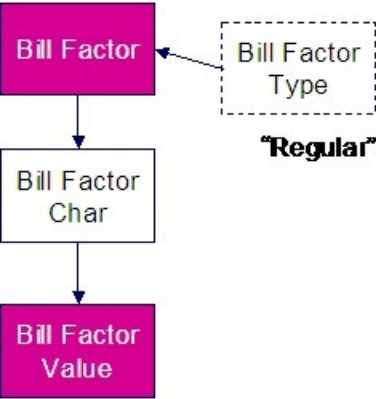 Bill Factor
Bill Factor
Type
"Regular"
Bill Factor
Char
Bill Factor
Value